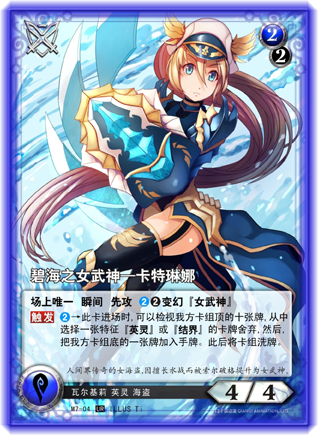 2
2
碧海之女武神—卡特琳娜
场上唯一 瞬间 先攻 2 2变幻『女武神』
触发 2→此卡进场时,可以检视我方卡组顶的十张牌,从中
选择一张特征『英灵』或『结界』的卡牌舍弃,然后,
把我方卡组底的一张牌加入手牌。此后将卡组洗牌。
人间界传奇的女海盗,因擅长水战而被索尔破格提升为女武神。
瓦尔基莉 英灵 海盗
4/4
W7-04 UR ILLUS Ti